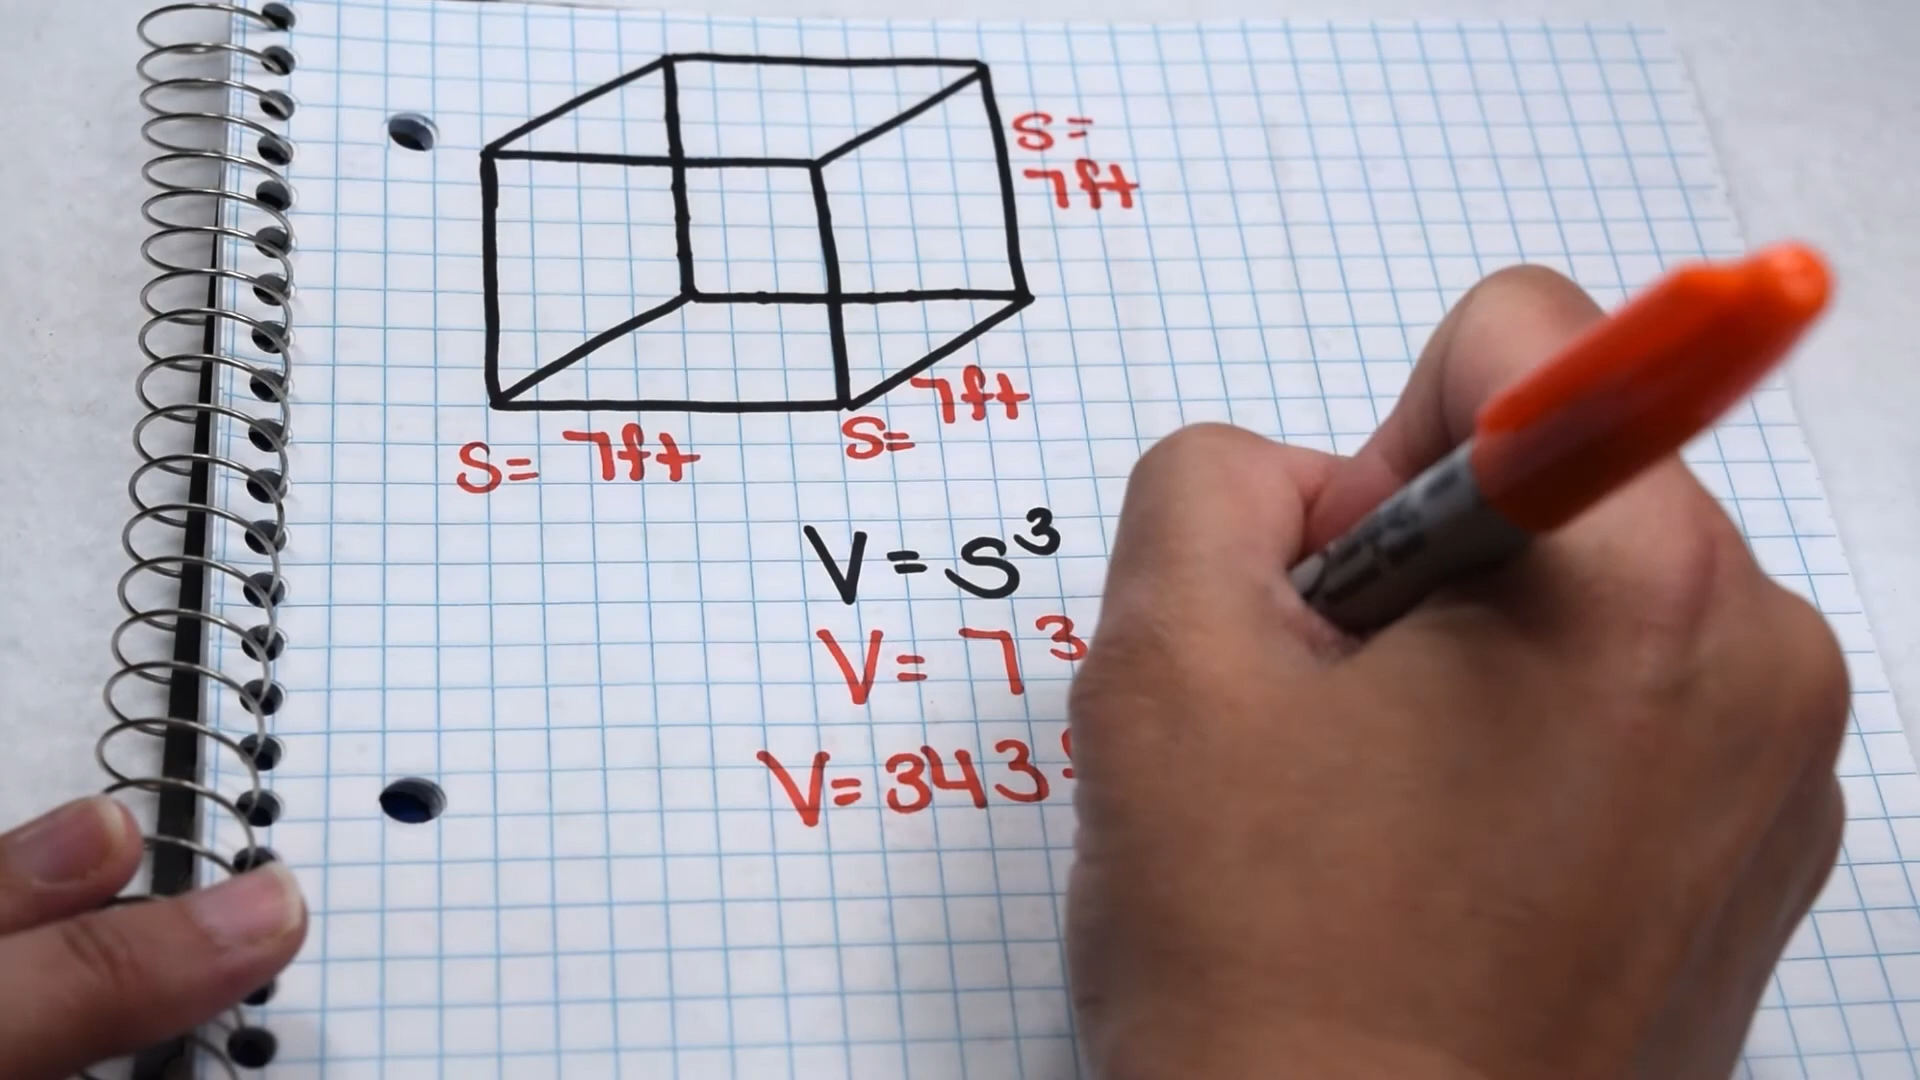 S=
7ft
7ft
S=
S= 7ft
V = S³
V = 7³
V = 343